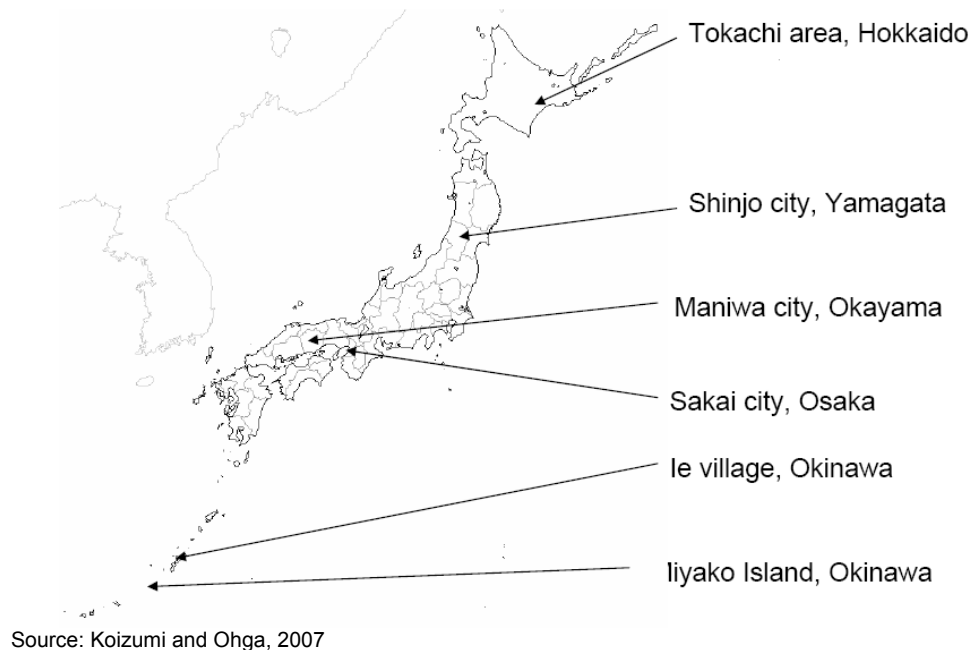 Tokachi area, Hokkaido
Shinjo city, Yamagata
Maniwa city, Okayama
Sakai city, Osaka
Ie village, Okinawa
liyako Island, Okinawa
Source: Koizumi and Ohga, 2007